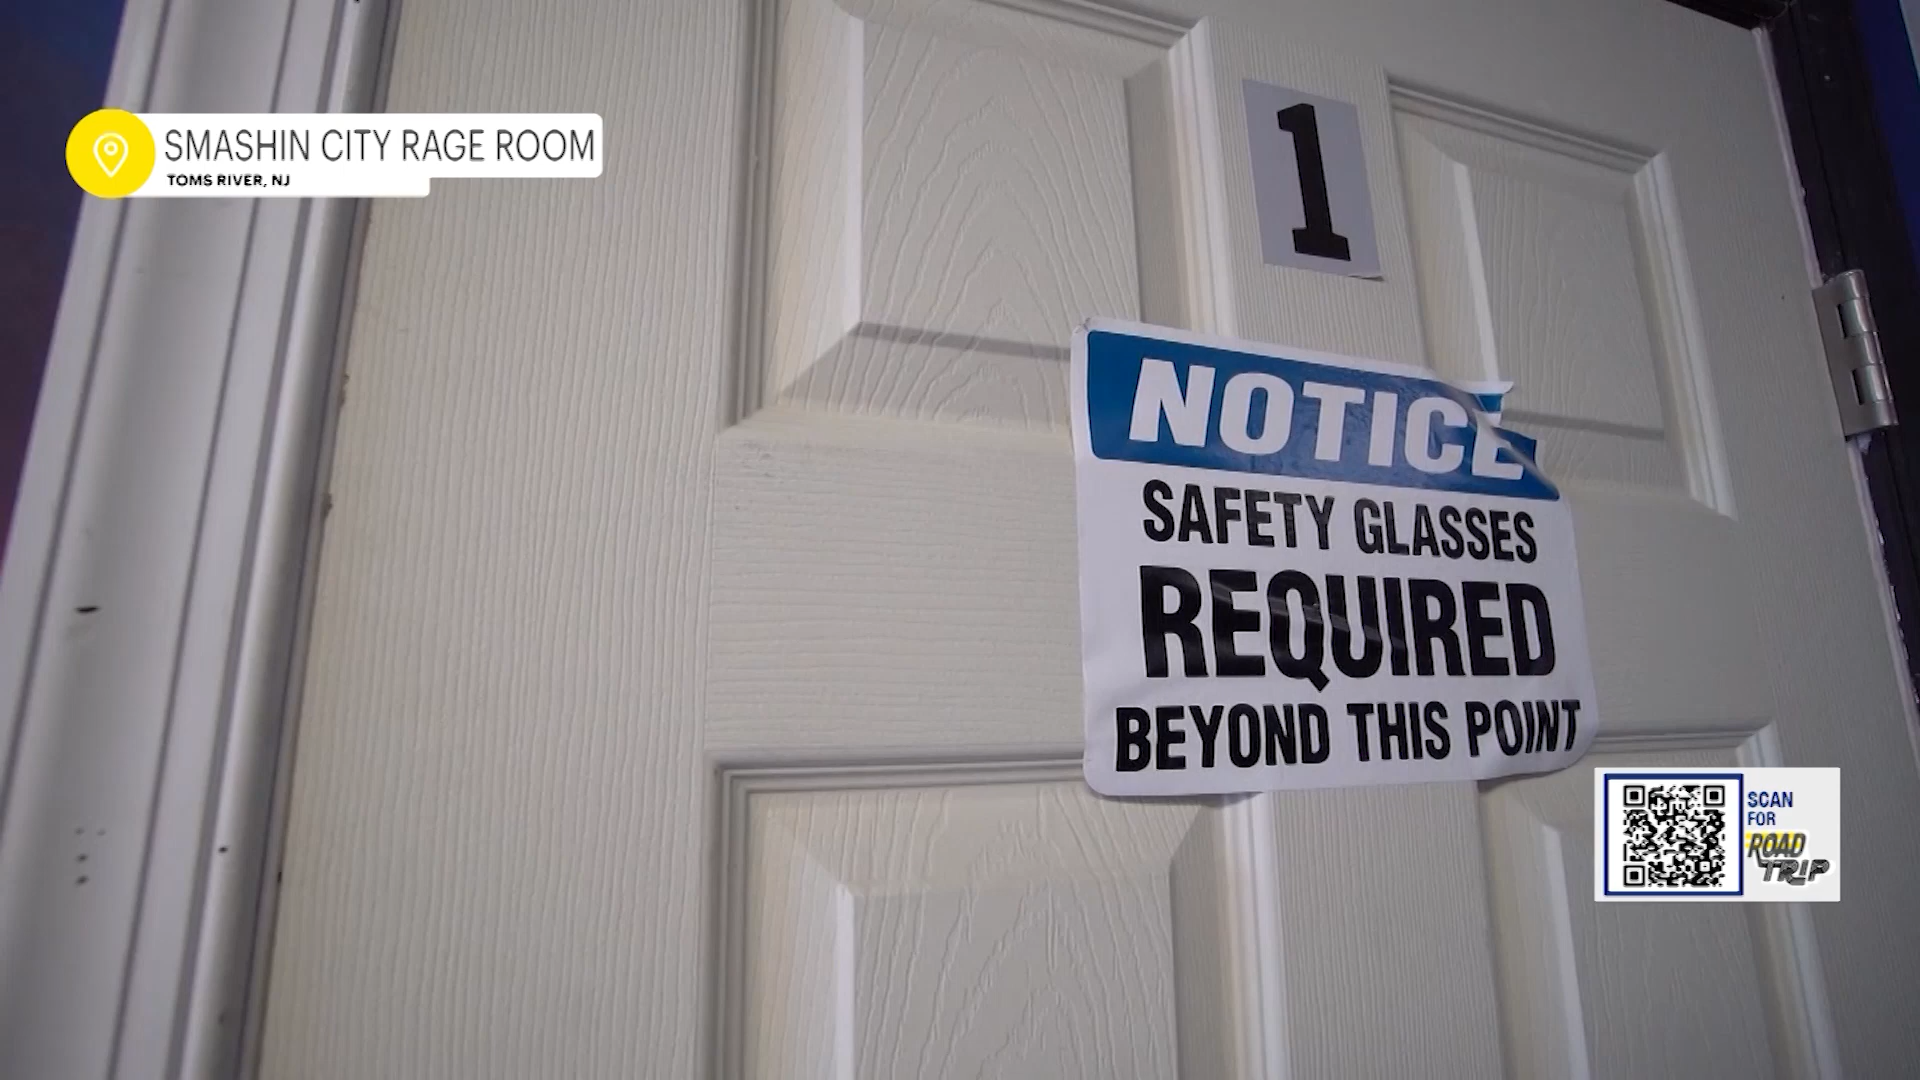 SMASHIN CITY RAGE ROOM
TOMS RIVER, NJ
1
NOTICE
SAFETY GLASSES
REQUIRED
BEYOND THIS POINT
SCAN
FOR
ROAD
TRIP